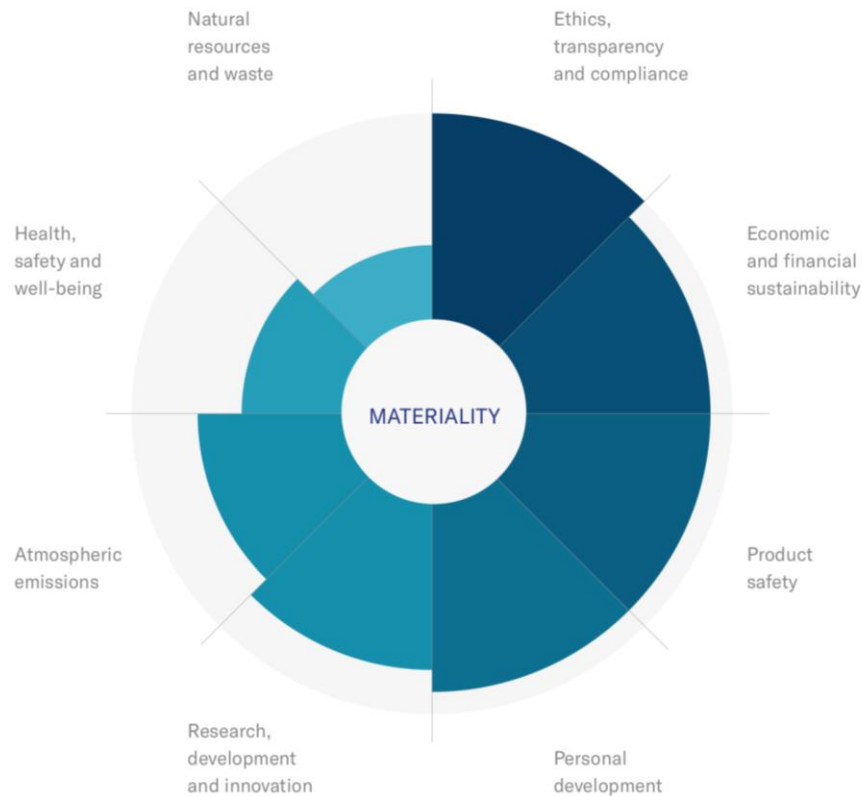 Natural
resources
and waste
Ethics,
transparency
and compliance
Health,
safety and
well-being
Economic
and financial
sustainability
MATERIALITY
Atmospheric
emissions
Product
safety
Research,
development
and innovation
Personal
development